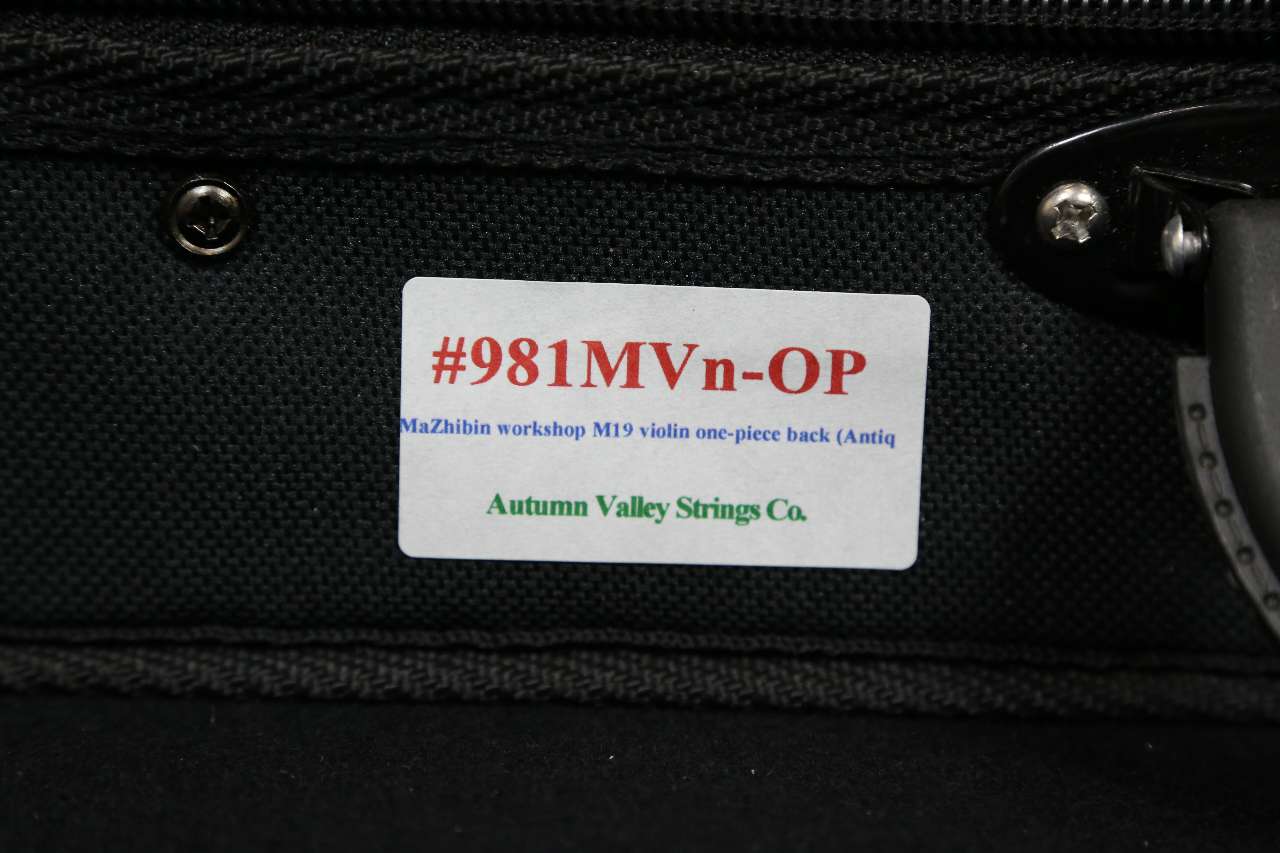 #981MVn-OP
MaZhibin workshop M19 violin one-piece back (Antiq
Autumn Valley Strings Co.